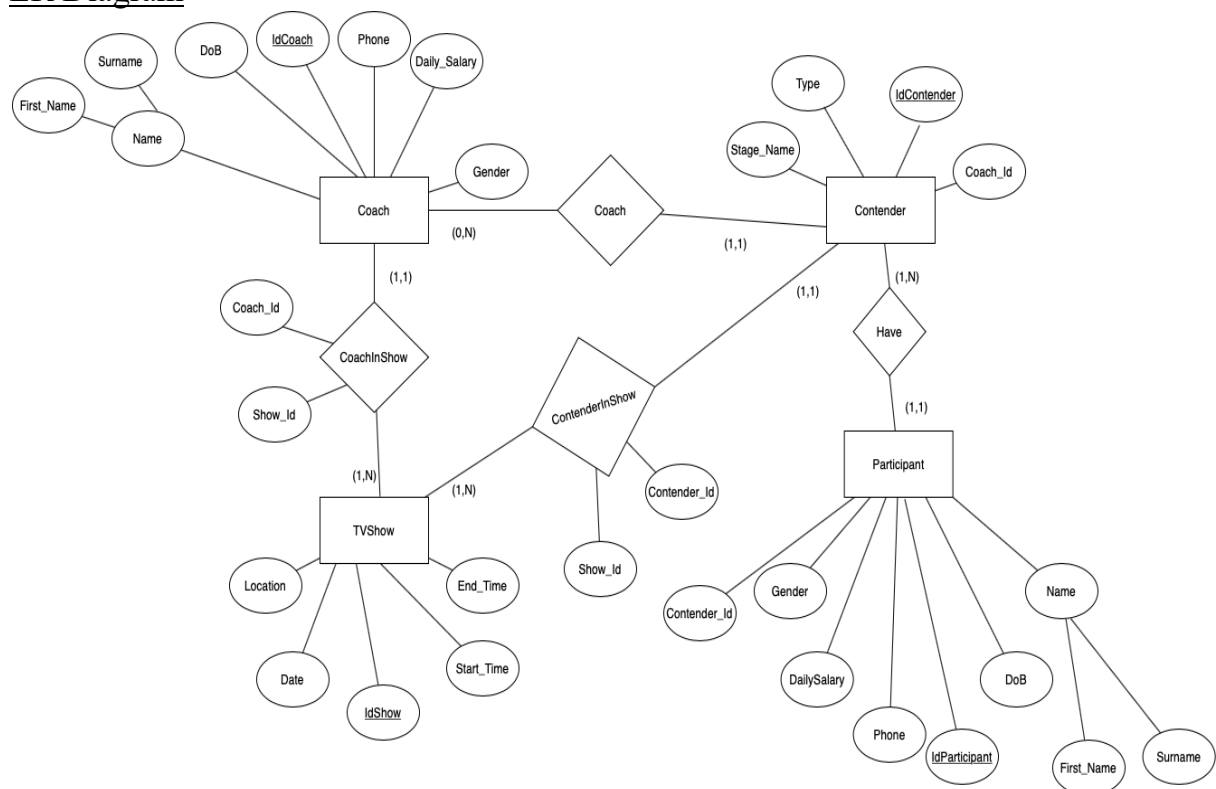 Surname
DoB
IdCoach
Phone
Daily_Salary
First_Name
Name
Gender
Coach
Coach
(0,N)
(1,1)
Type
IdContender
Stage_Name
Coach_Id
Contender
(1,1)
Coach_Id
CoachInShow
Show_Id
(1,N)
(1,1)
ContenderInShow
(1,N)
Contender_Id
Show_Id
(1,N)
Have
(1,1)
Participant
TVShow
Location
End_Time
Date
Start_Time
IdShow
Contender_Id
Gender
Name
DailySalary
DoB
Phone
IdParticipant
First_Name
Surname